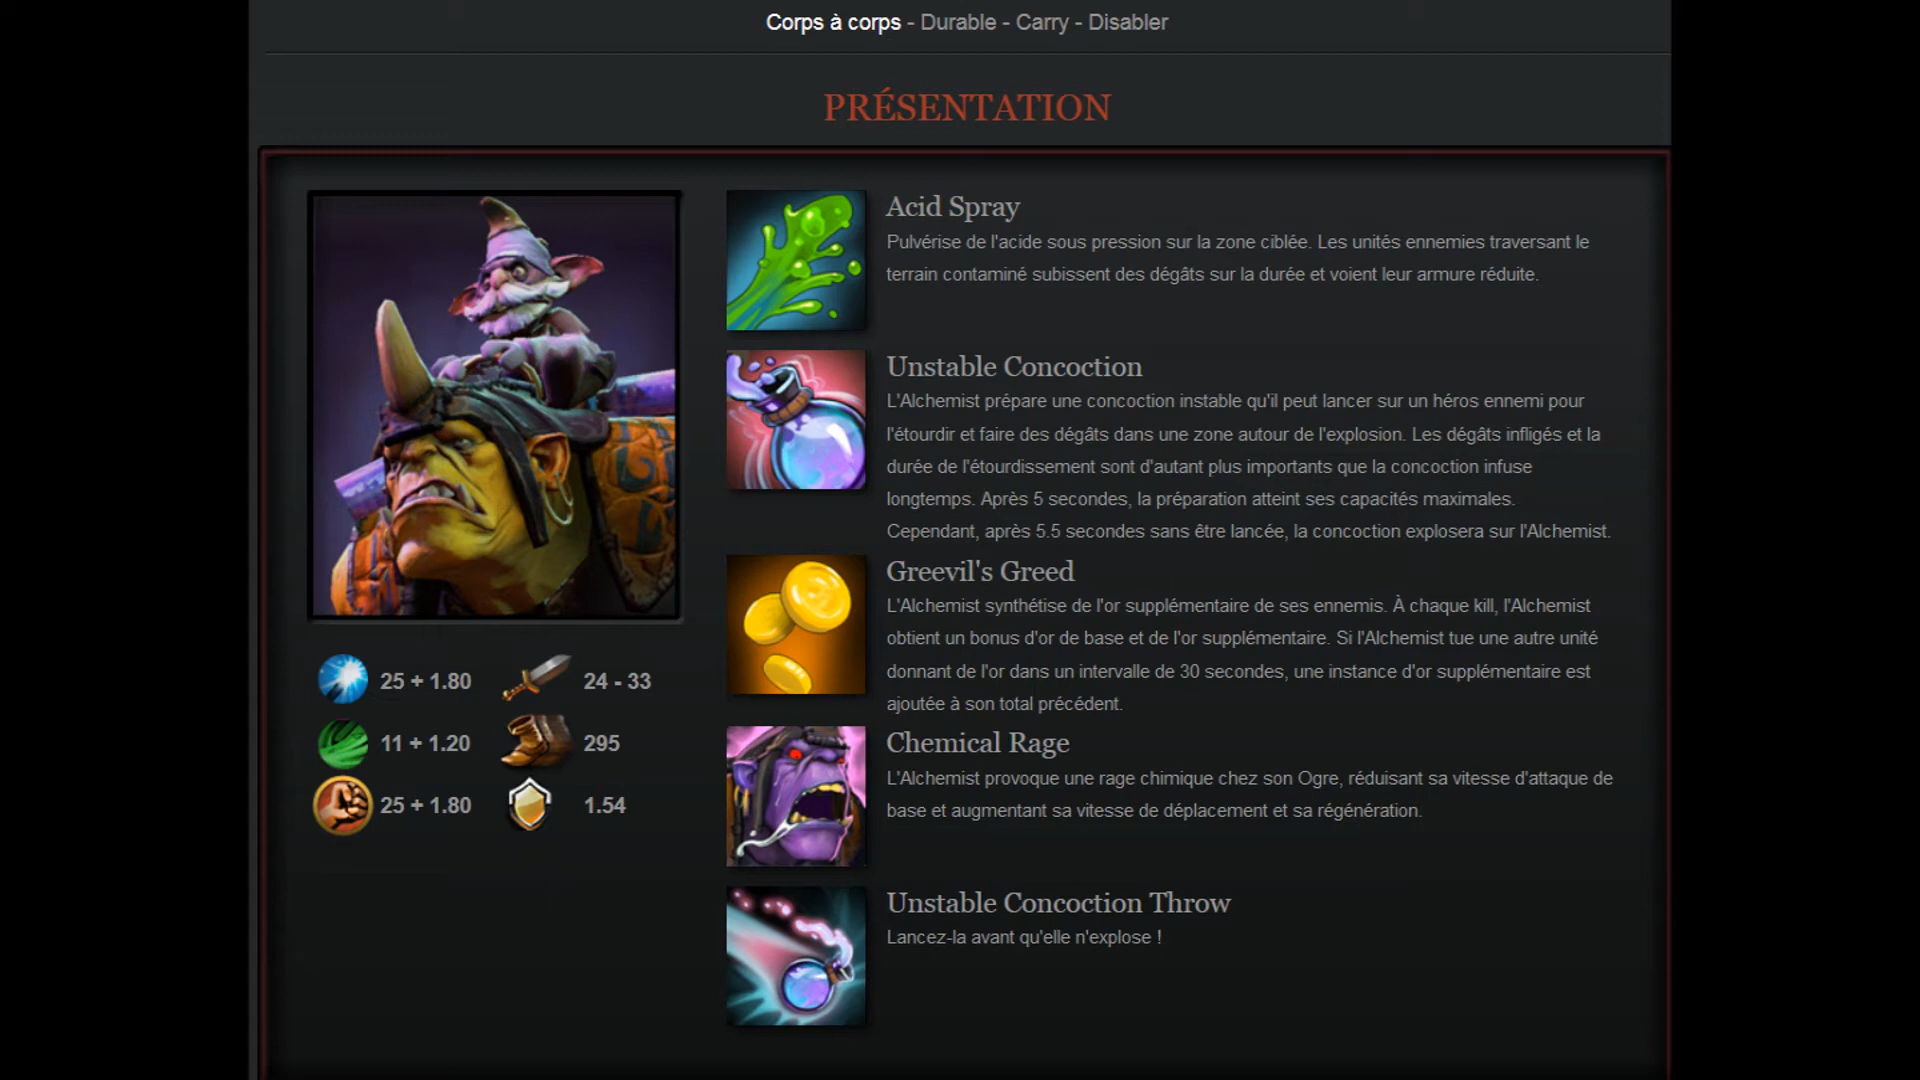 Corps à corps - Durable - Carry - Disabler
PRÉSENTATION
Acid Spray
Pulvérise de l'acide sous pression sur la zone ciblée. Les unités ennemies traversant le
terrain contaminé subissent des dégâts sur la durée et voient leur armure réduite.
Unstable Concoction
L'Alchemist prépare une concoction instable qu'il peut lancer sur un héros ennemi pour
l'étourdir et faire des dégâts dans une zone autour de l'explosion. Les dégâts infligés et la
durée de l'étourdissement sont d'autant plus importants que la concoction infuse
longtemps. Après 5 secondes, la préparation atteint ses capacités maximales.
Cependant, après 5.5 secondes sans être lancée, la concoction explosera sur l'Alchemist.
Greevil's Greed
L'Alchemist synthétise de l'or supplémentaire de ses ennemis. À chaque kill, l'Alchemist
obtient un bonus d'or de base et de l'or supplémentaire. Si l'Alchemist tue une autre unité
donnant de l'or dans un intervalle de 30 secondes, une instance d'or supplémentaire est
ajoutée à son total précédent.
Chemical Rage
L'Alchemist provoque une rage chimique chez son Ogre, réduisant sa vitesse d'attaque de
base et augmentant sa vitesse de déplacement et sa régénération.
Unstable Concoction Throw
Lancez-la avant qu'elle n'explose !
25 + 1.80 24 - 33
11 + 1.20 295
25 + 1.80 1.54